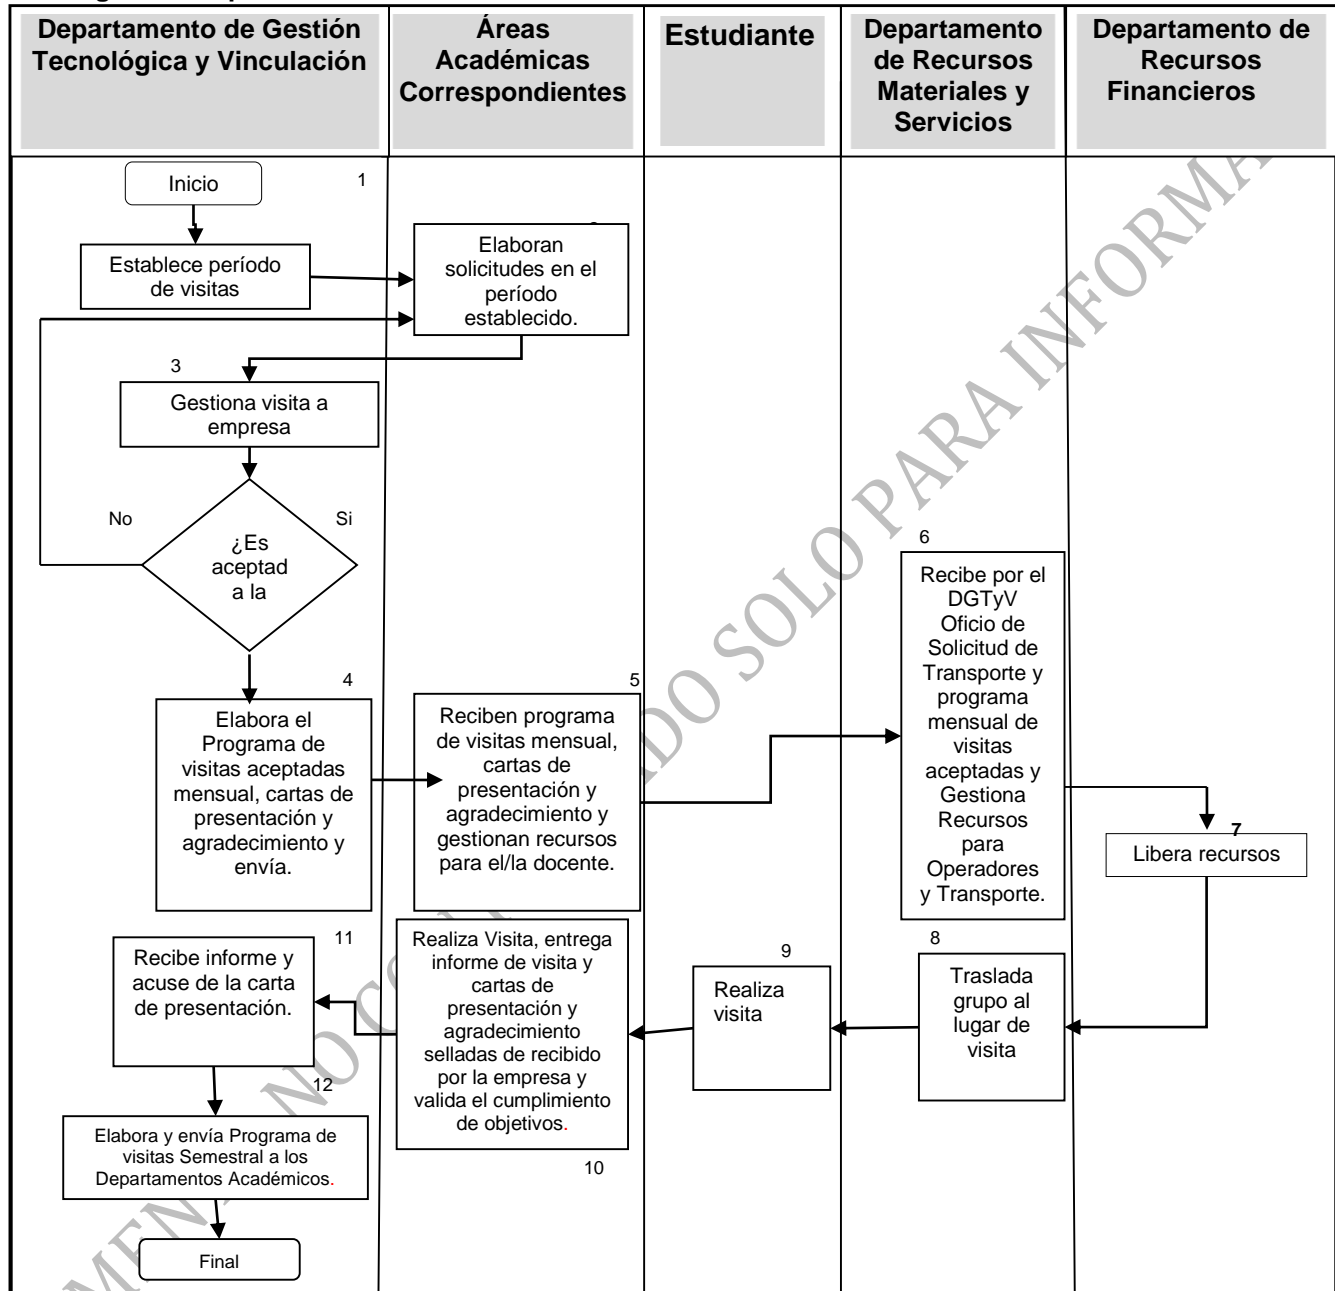 Departamento de Gestión
Tecnológica y Vinculación
Áreas
Académicas
Correspondientes
Estudiante
Departamento
de Recursos
Materiales y
Servicios
Departamento de
Recursos
Financieros
Inicio
1
Establece período
de visitas
Elaboran
solicitudes en el
período
establecido.
3
Gestiona visita a
empresa
No
Si
¿Es
aceptad
a la
4
Elabora el
Programa de
visitas aceptadas
mensual, cartas de
presentación y
agradecimiento y
envía.
5
Reciben programa
de visitas mensual,
cartas de
presentación y
agradecimiento y
gestionan recursos
para el/la docente.
6
Recibe por el
DGTyV
Oficio de
Solicitud de
Transporte y
programa
mensual de
visitas
aceptadas y
Gestiona
Recursos
para
Operadores
y Transporte.
7
Libera recursos
8
Traslada
grupo al
lugar de
visita
9
Realiza
visita
Realiza Visita, entrega
informe de visita y
cartas de
presentación y
agradecimiento
selladas de recibido
por la empresa y
valida el cumplimiento
de objetivos.
10
11
Recibe informe y
acuse de la carta
de presentación.
12
Elabora y envía Programa de
visitas Semestral a los
Departamentos Académicos.
Final
NO
SOLO PARA